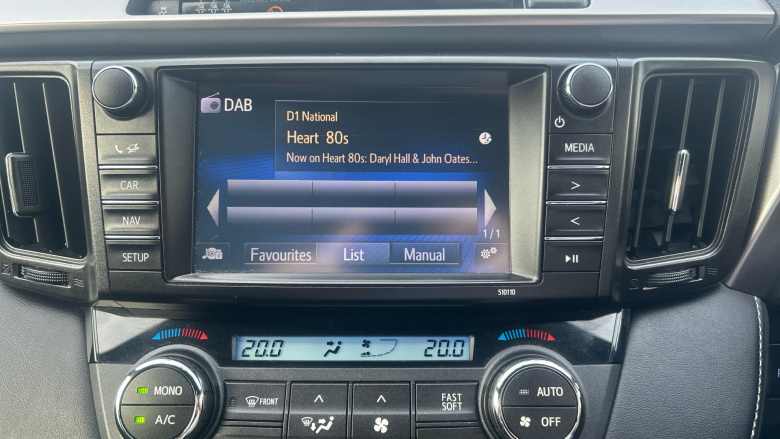 DAB
D1 National
Heart 80s
Now on Heart 80s: Daryl Hall & John Oates...
1/1
Favourites
List
Manual
CAR
NAV
SETUP
MEDIA
>
<
510110
20.0
20.0
MONO
A/C
FRONT
FAST
SOFT
AUTO
OFF